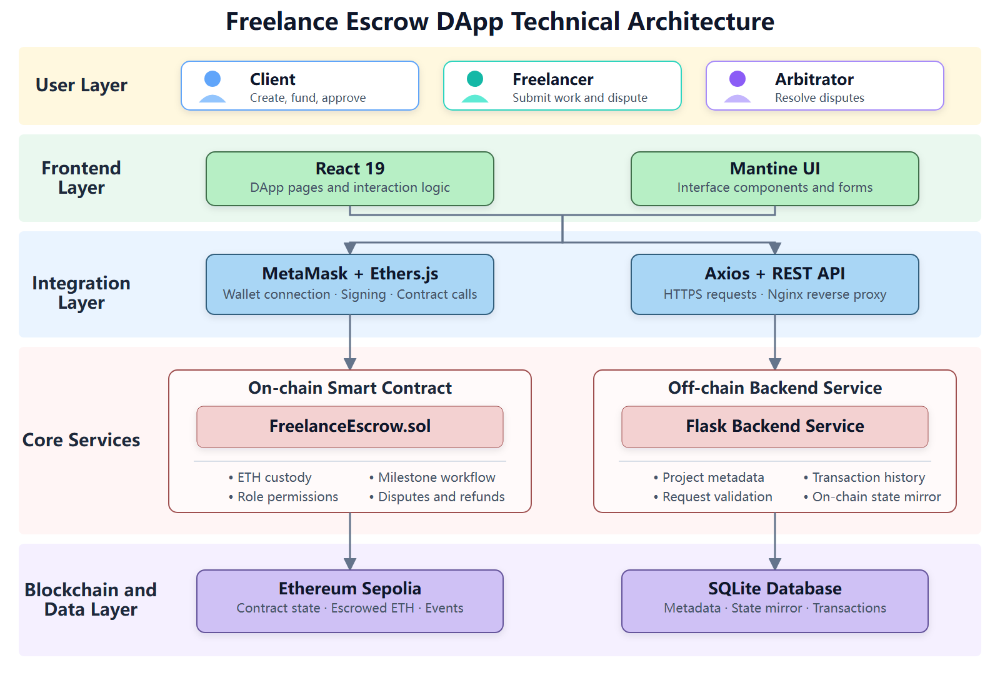 Freelance Escrow DApp Technical Architecture
User Layer
Client
Create, fund, approve
Freelancer
Submit work and dispute
Arbitrator
Resolve disputes
Frontend
Layer
React 19
DApp pages and interaction logic
Mantine UI
Interface components and forms
Integration
Layer
MetaMask + Ethers.js
Wallet connection · Signing · Contract calls
Axios + REST API
HTTPS requests · Nginx reverse proxy
Core Services
On-chain Smart Contract
FreelanceEscrow.sol
• ETH custody
• Milestone workflow
• Role permissions
• Disputes and refunds
Off-chain Backend Service
Flask Backend Service
• Project metadata
• Transaction history
• Request validation
• On-chain state mirror
Blockchain and
Data Layer
Ethereum Sepolia
Contract state · Escrowed ETH · Events
SQLite Database
Metadata · State mirror · Transactions